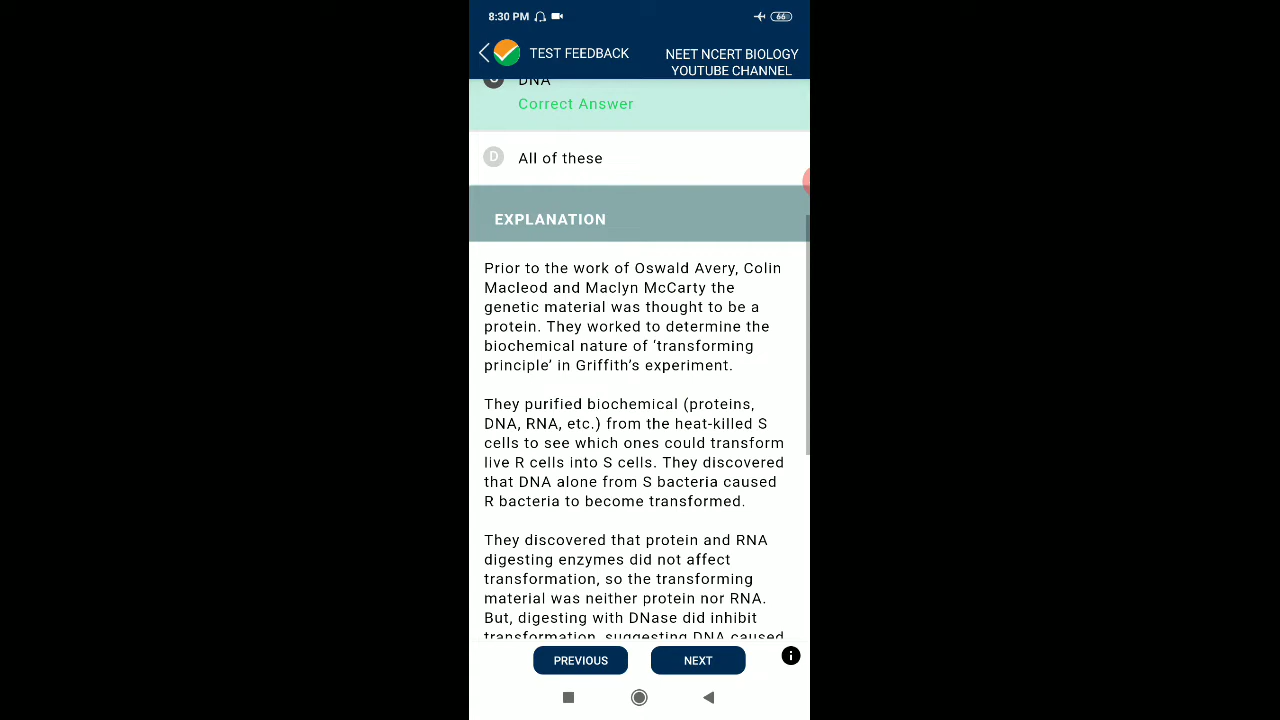 8:30 PM
66
TEST FEEDBACK
NEET NCERT BIOLOGY
YOUTUBE CHANNEL
C DNA
Correct Answer
D All of these
EXPLANATION
Prior to the work of Oswald Avery, Colin
Macleod and Maclyn McCarty the
genetic material was thought to be a
protein. They worked to determine the
biochemical nature of ‘transforming
principle’ in Griffith’s experiment.
They purified biochemical (proteins,
DNA, RNA, etc.) from the heat-killed S
cells to see which ones could transform
live R cells into S cells. They discovered
that DNA alone from S bacteria caused
R bacteria to become transformed.
They discovered that protein and RNA
digesting enzymes did not affect
transformation, so the transforming
material was neither protein nor RNA.
But, digesting with DNase did inhibit
transformation, suggesting DNA caused
PREVIOUS
NEXT